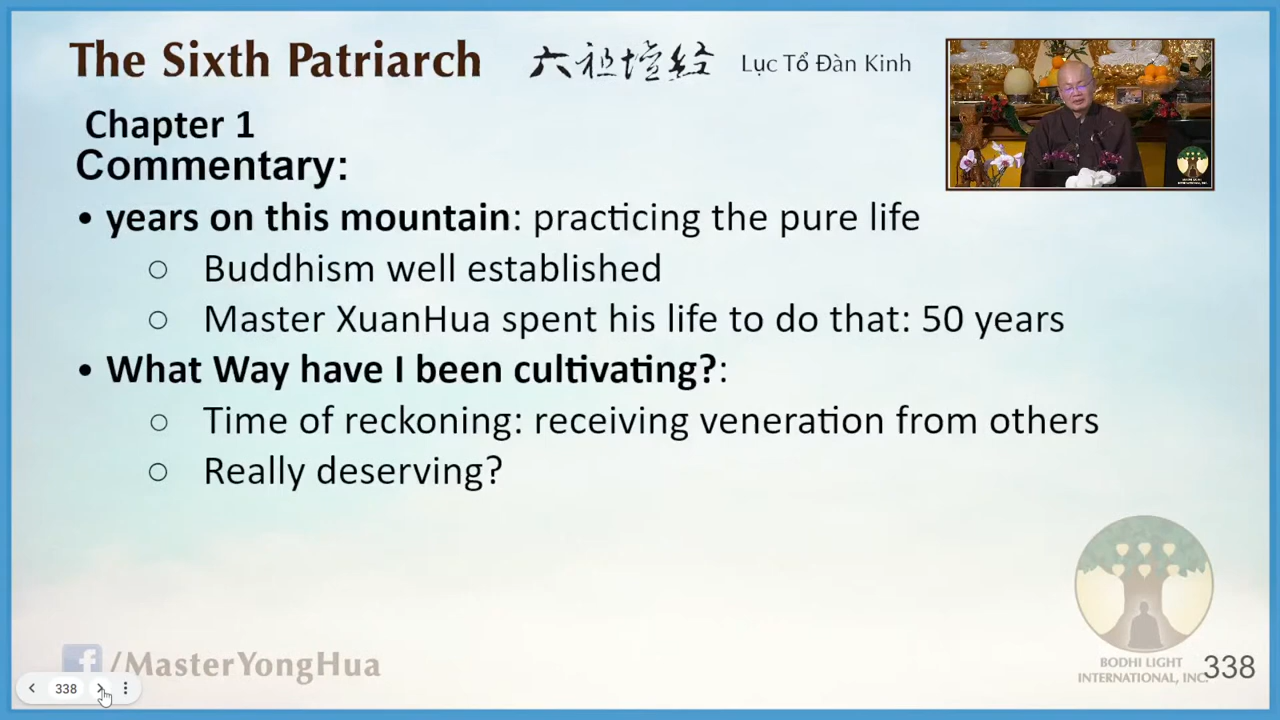 The Sixth Patriarch 六祖壇經 Lục Tổ Đàn Kinh
Chapter 1
Commentary:
• years on this mountain: practicing the pure life
○ Buddhism well established
○ Master XuanHua spent his life to do that: 50 years
• What Way have I been cultivating?:
○ Time of reckoning: receiving veneration from others
○ Really deserving?
/MasterYongHua
BODHI LIGHT
INTERNATIONAL, INC.
338
338